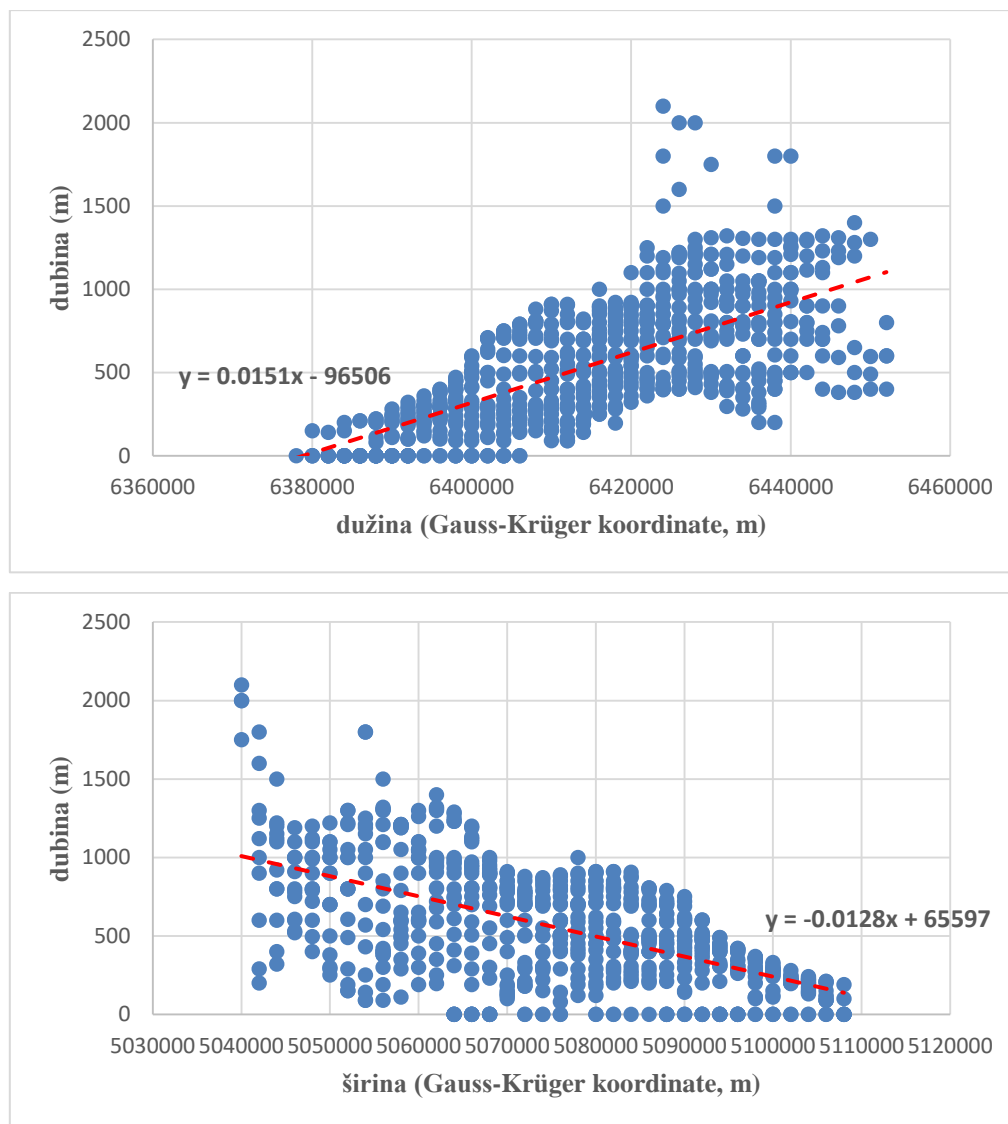 2500
2000
1500
1000
500
0
dubina (m)
y = 0.0151x - 96506
6360000 6380000 6400000 6420000 6440000 6460000
dužina (Gauss-Krüger koordinate, m)
2500
2000
1500
1000
500
0
dubina (m)
y = -0.0128x + 65597
5030000 5040000 5050000 5060000 5070000 5080000 5090000 5100000 5110000 5120000
širina (Gauss-Krüger koordinate, m)